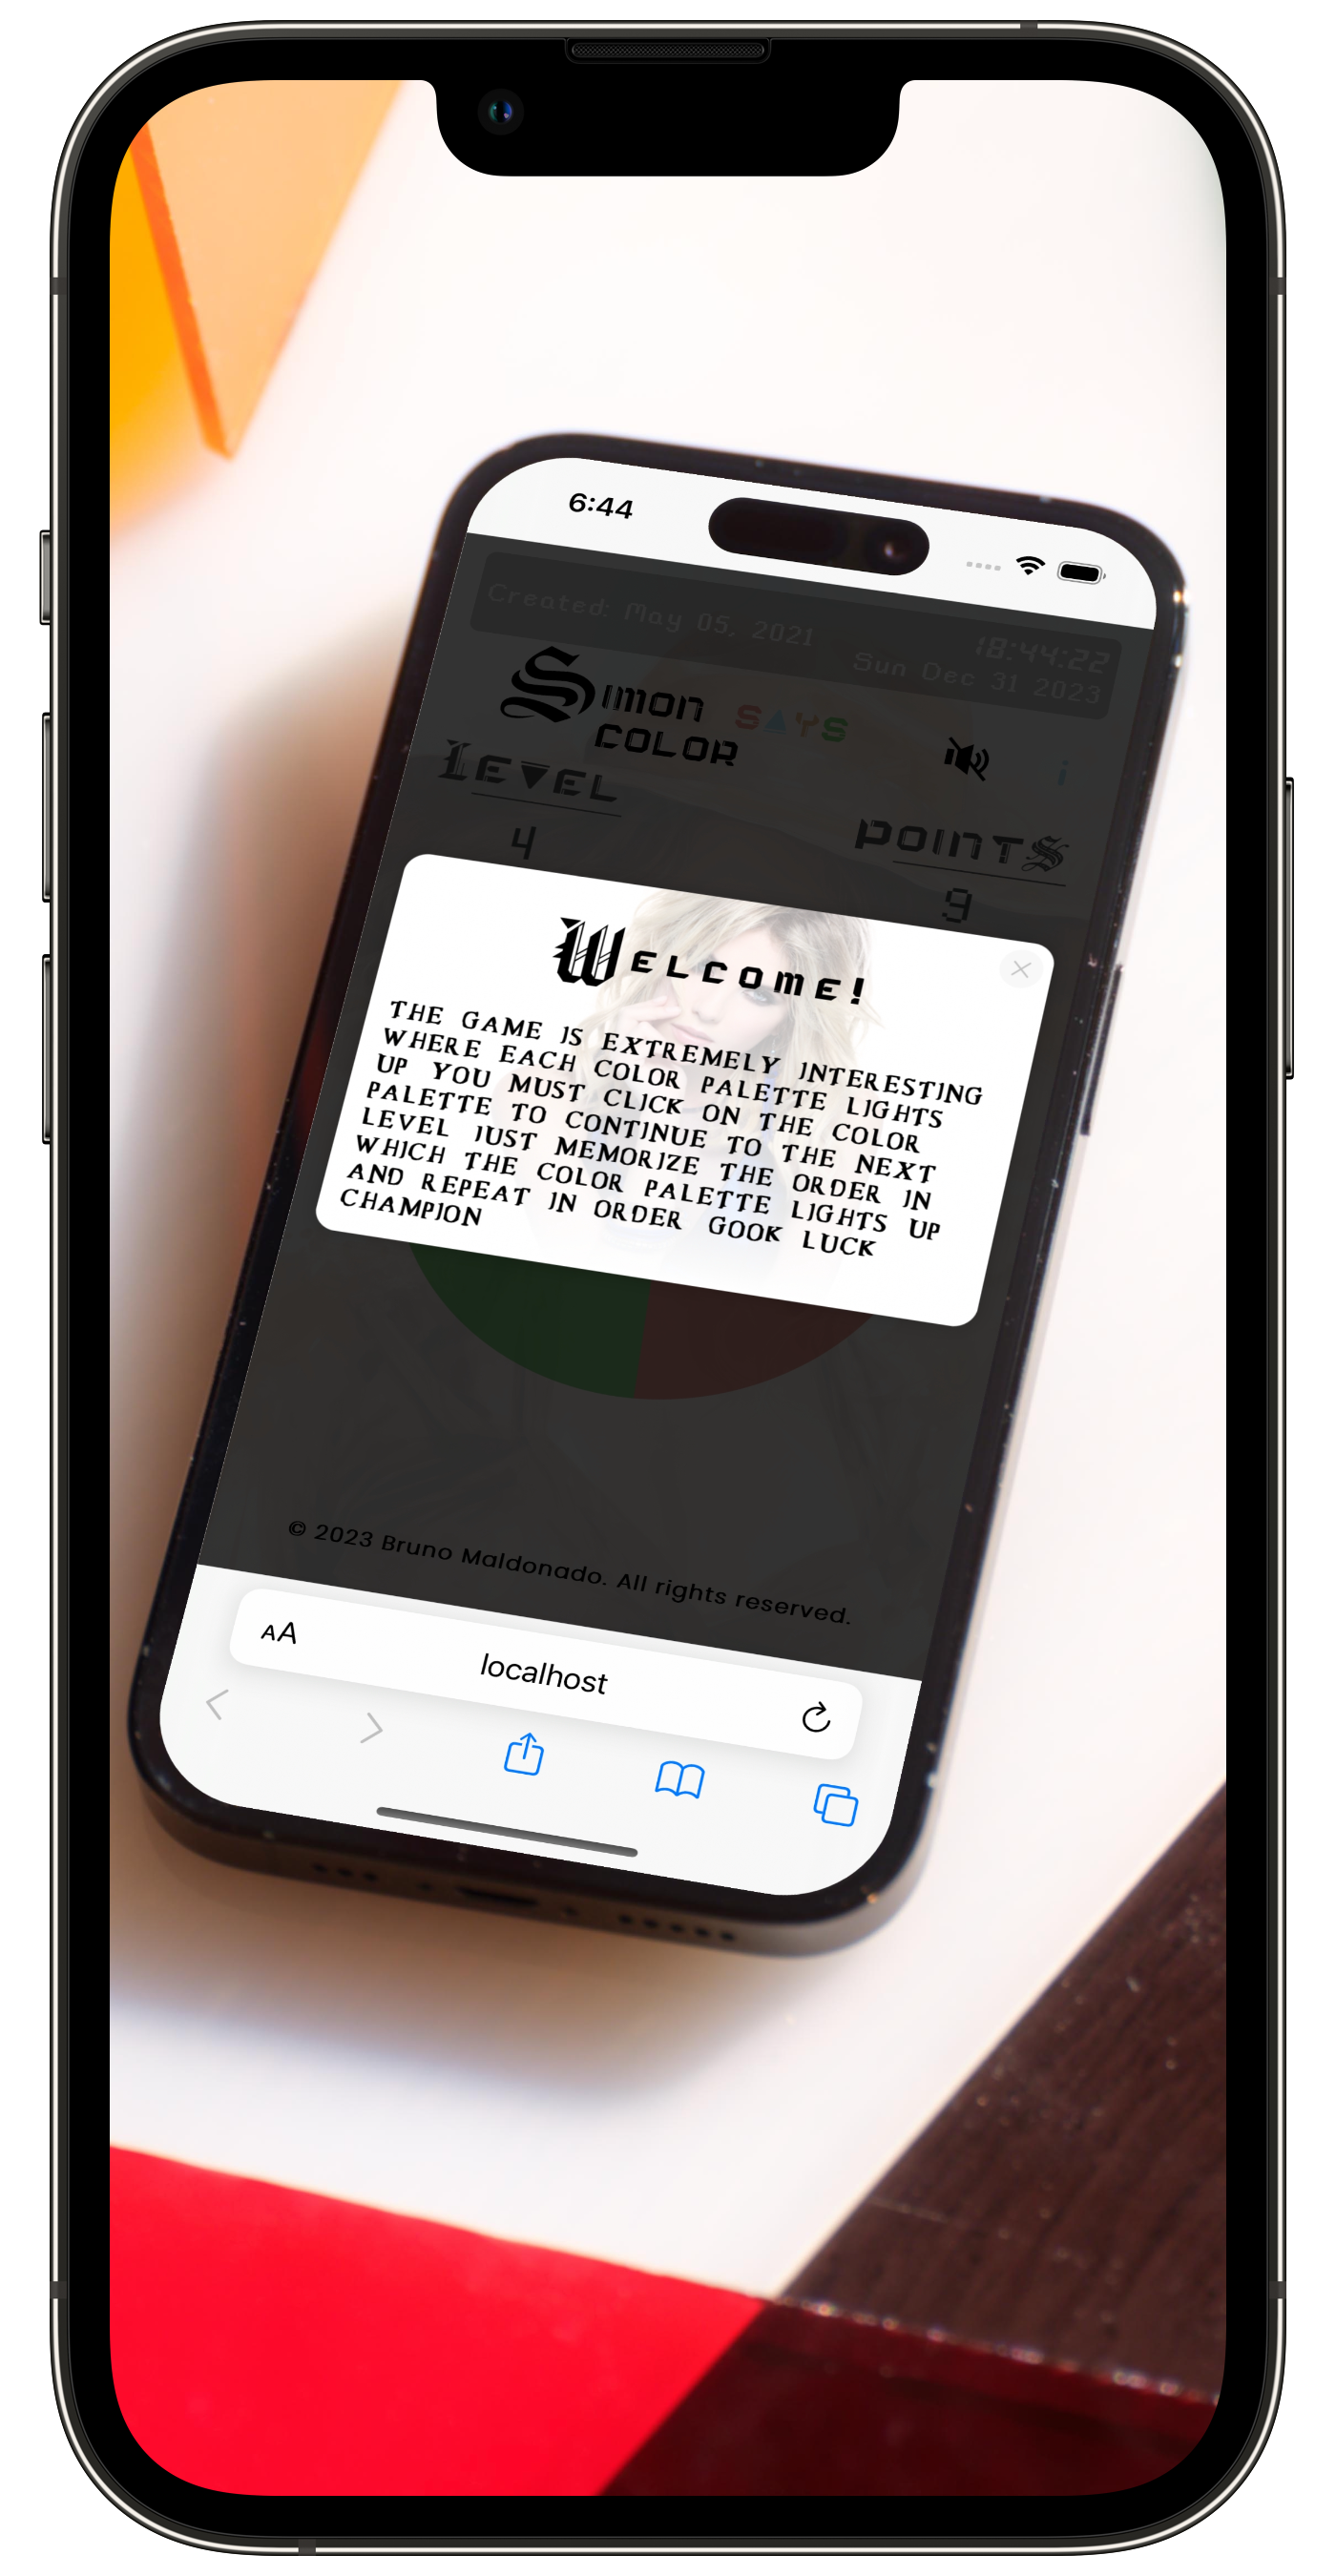 6:44
Created: May 05, 2021
18:44:22
Sun Dec 31 2023
Simon SAYS
COLOR
LEVEL
POINTS
4
9
WELCOME!
THE GAME IS EXTREMELY INTERESTING
WHERE EACH COLOR PALETTE LIGHTS
UP YOU MUST CLICK ON THE COLOR
PALETTE TO CONTINUE TO THE NEXT
LEVEL JUST MEMORIZE THE ORDER IN
WHICH THE COLOR PALETTE LIGHTS UP
AND REPEAT IN ORDER GOOK LUCK
CHAMPION
© 2023 Bruno Maldonado. All rights reserved.
AA
localhost